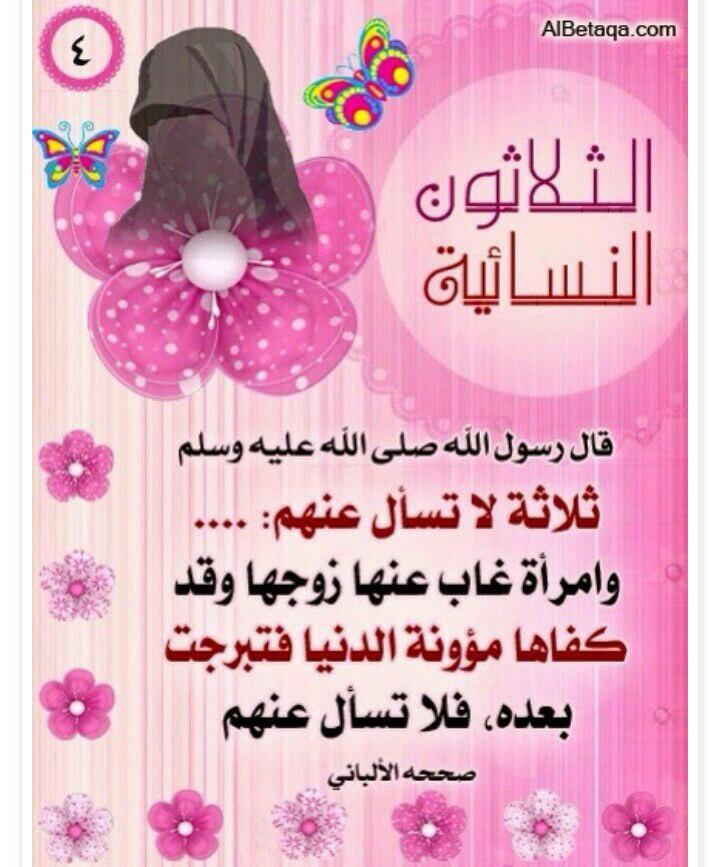 ٤
AlBetaqa.com
الثلاثون
النسائية
قال رسول الله صلى الله عليه وسلم
ثلاثة لا تسأل عنهم: ....
وامرأة غاب عنها زوجها وقد
كفاها مؤونة الدنيا فتبرجت
بعده، فلا تسأل عنهم
صححه الألباني